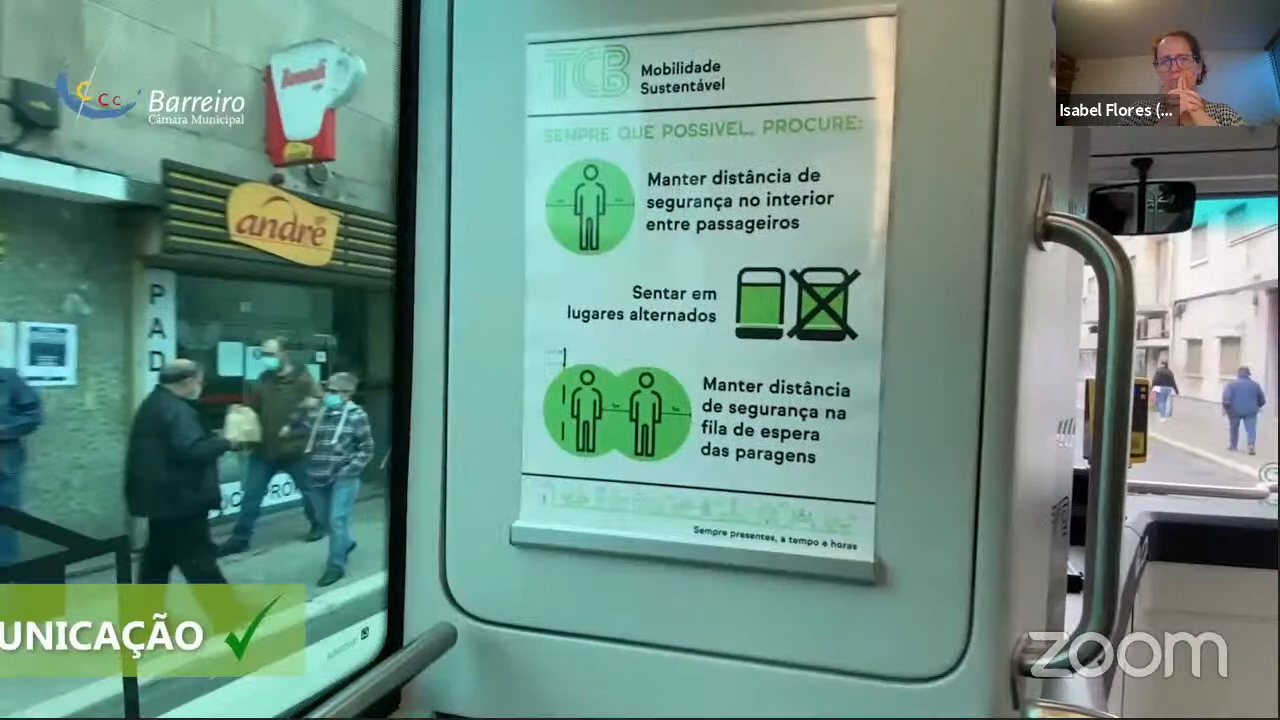 Barreiro
Câmara Municipal
andré
PAD
TCB
Mobilidade
Sustentável
SEMPRE QUE POSSIVEL, PROCURE:
Manter distância de
segurança no interior
entre passageiros
Sentar em
lugares alternados
Manter distância
de segurança na
fila de espera
das paragens
Sempre presentes, a tempo e horas
UNICAÇÃO
Isabel Flores (...
zoom